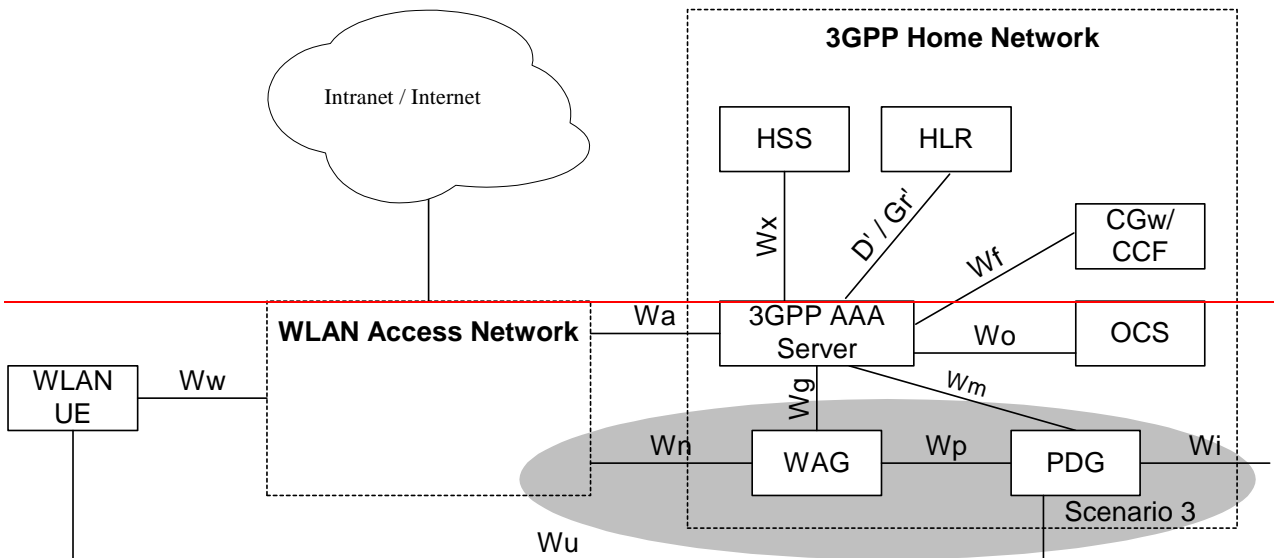 3GPP Home Network
Intranet / Internet
HSS
HLR
Wx
D' / Gr'
Wf
CGw/
CCF
WLAN Access Network
Wa
3GPP AAA
Server
Wo
OCS
WLAN
UE
Ww
Wg
Wm
Wn
WAG
Wp
PDG
Wi
Scenario 3
Wu